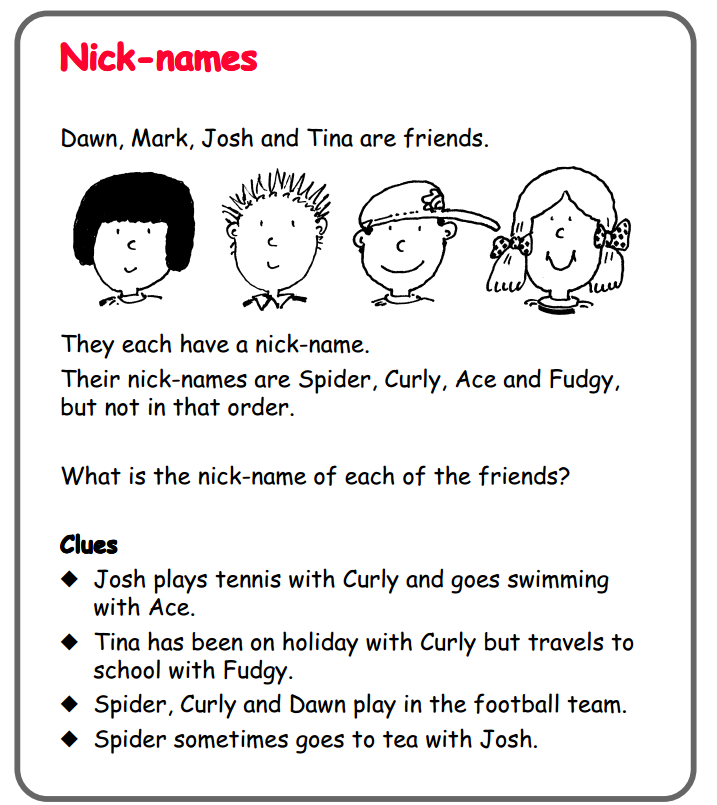 Nick-names
Dawn, Mark, Josh and Tina are friends.
They each have a nick-name.
Their nick-names are Spider, Curly, Ace and Fudgy,
but not in that order.
What is the nick-name of each of the friends?
Clues
◆ Josh plays tennis with Curly and goes swimming
with Ace.
◆ Tina has been on holiday with Curly but travels to
school with Fudgy.
◆ Spider, Curly and Dawn play in the football team.
◆ Spider sometimes goes to tea with Josh.